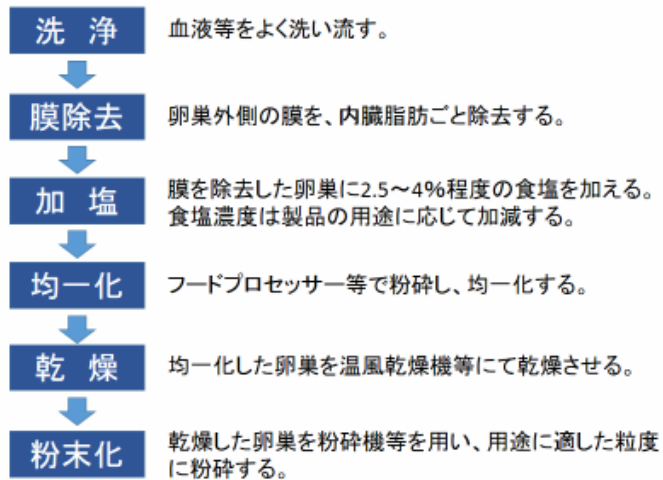 洗 浄
血液等をよく洗い流す。
膜除去
卵巣外側の膜を、内臓脂肪ごと除去する。
加 塩
膜を除去した卵巣に2.5～4%程度の食塩を加える。
食塩濃度は製品の用途に応じて加減する。
均一化
フードプロセッサー等で粉砕し、均一化する。
乾 燥
均一化した卵巣を温風乾燥機等にて乾燥させる。
粉末化
乾燥した卵巣を粉砕機等を用い、用途に適した粒度
に粉砕する。